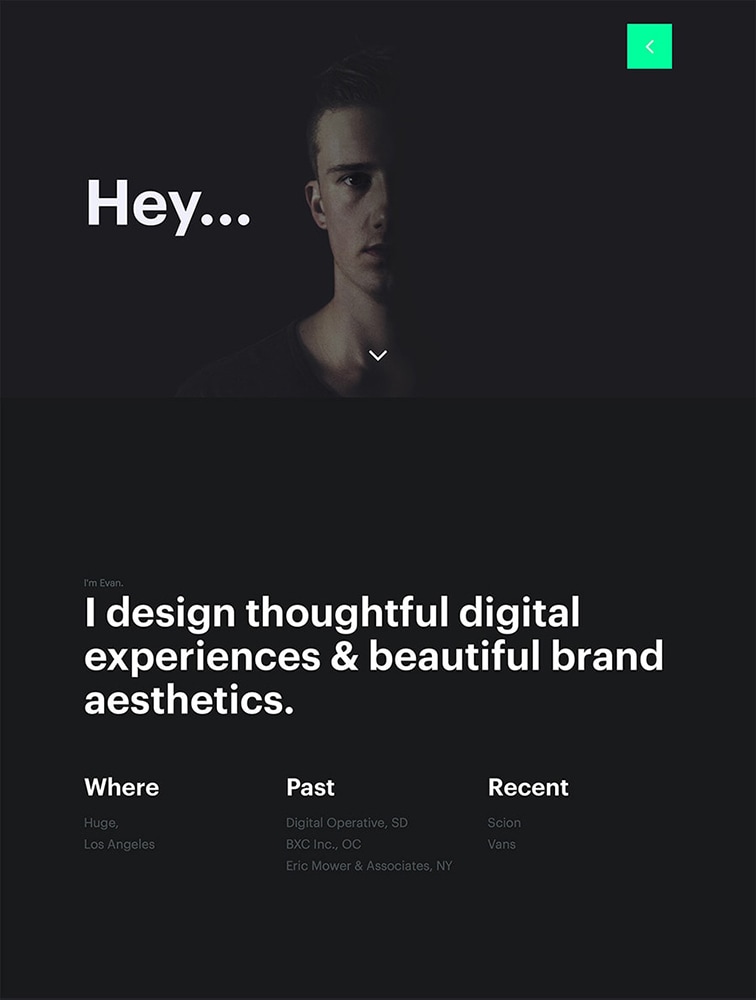 Hey...
I'm Evan.
I design thoughtful digital
experiences & beautiful brand
aesthetics.
Where
Past
Recent
Huge,
Digital Operative, SD
Scion
Los Angeles
BXC Inc., OC
Vans
Eric Mower & Associates, NY